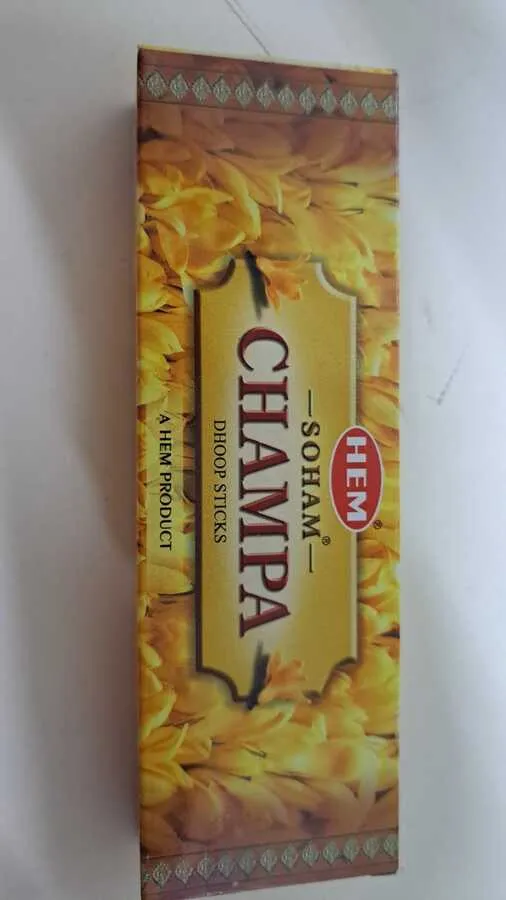 HEM®
—SOHAM®—
CHAMPA
DHOOP STICKS
A HEM PRODUCT